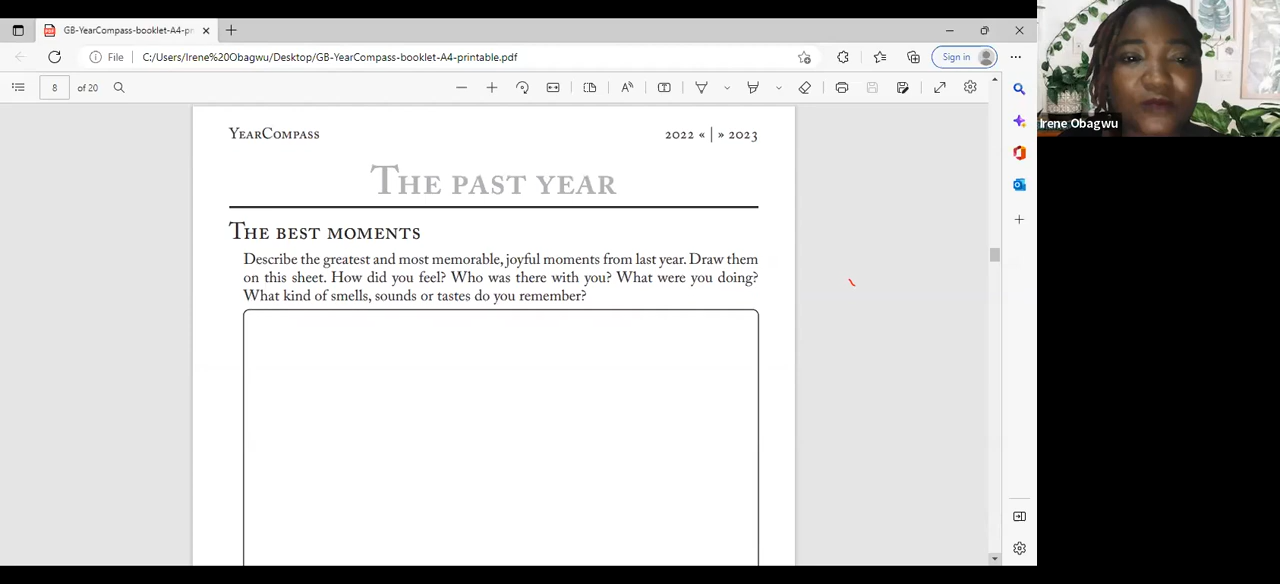 GB-YearCompass-booklet-A4-pr
File
C:/Users/Irene%20Obagwu/Desktop/GB-YearCompass-booklet-A4-printable.pdf
Sign in
8
of 20
YearCompass
2022 « | » 2023
The past year
The best moments
Describe the greatest and most memorable, joyful moments from last year. Draw them
on this sheet. How did you feel? Who was there with you? What were you doing?
What kind of smells, sounds or tastes do you remember?
Irene Obagwu